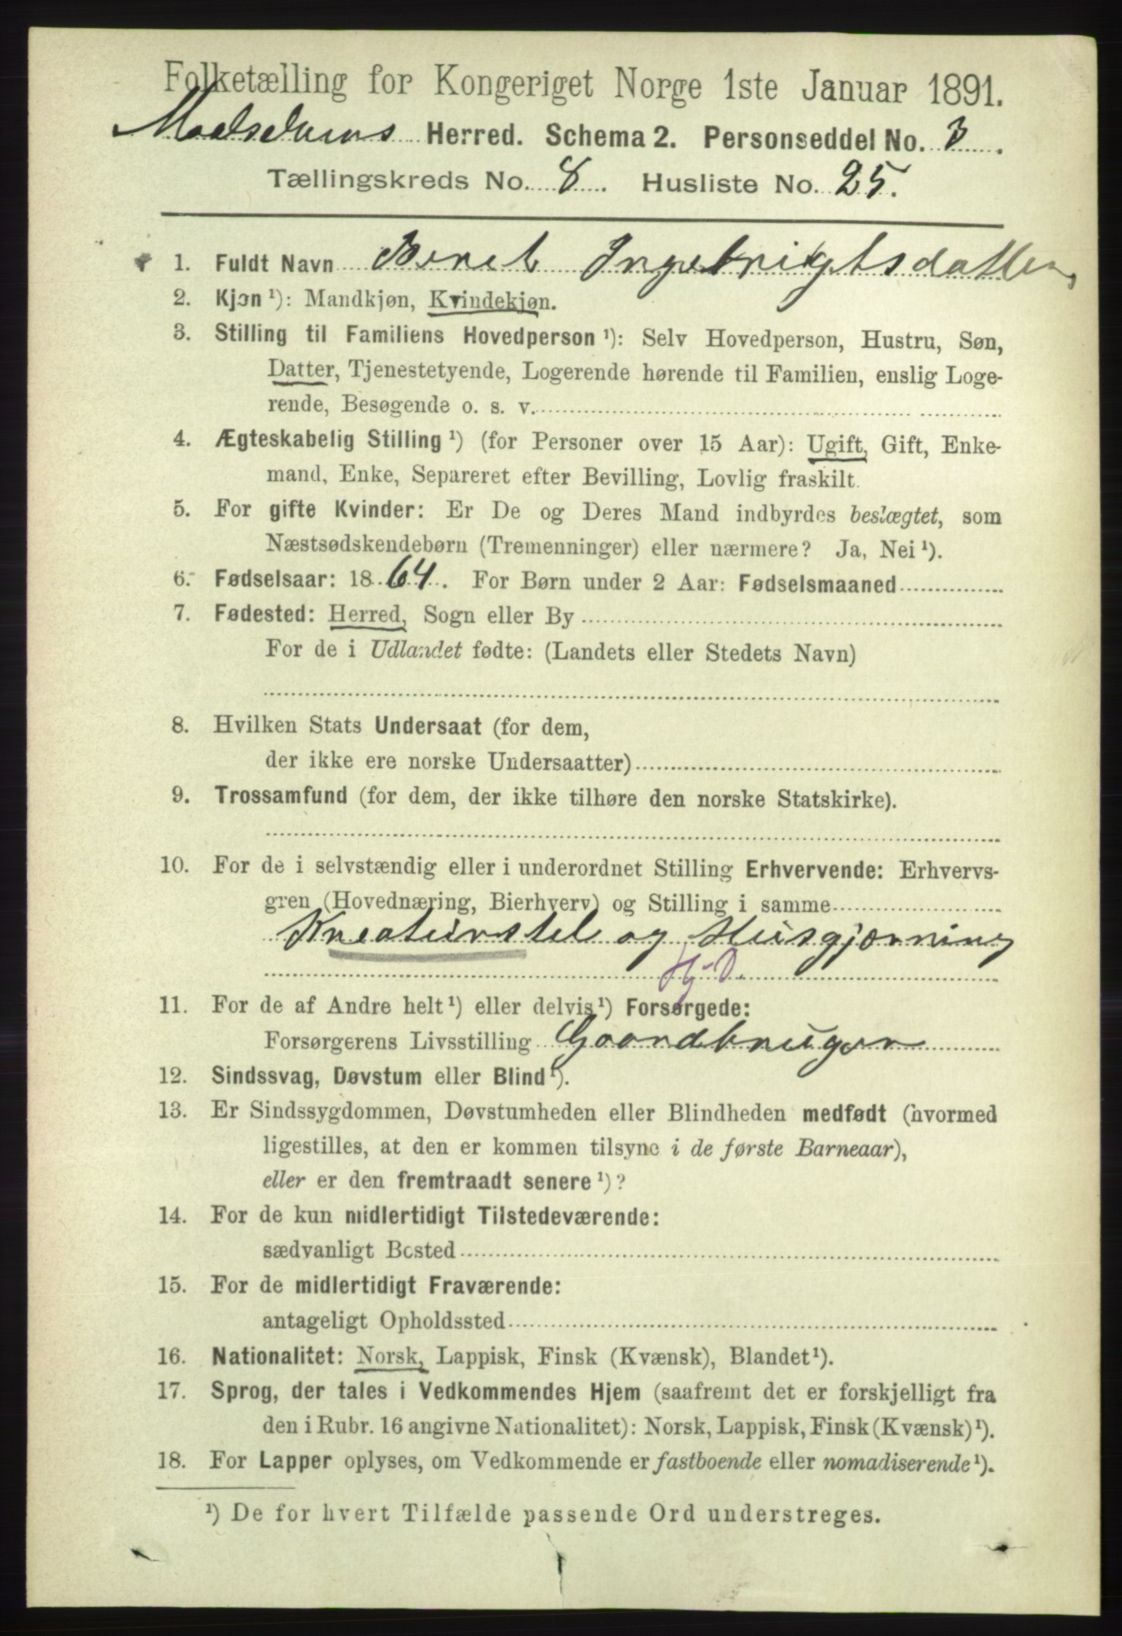 Folketælling for Kongeriget Norge 1ste Januar 1891.
Maalselvens Herred. Schema 2. Personseddel No. 3.
Tællingskreds No. 8. Husliste No. 25.
1. Fuldt Navn Beret Ingebrigtsdatter
2. Kjøn ¹): Mandkjøn, Kvindekjøn.
3. Stilling til Familiens Hovedperson ¹): Selv Hovedperson, Hustru, Søn,
Datter, Tjenestetyende, Logerende hørende til Familien, enslig Loge-
rende, Besøgende o. s. v.
4. Ægteskabelig Stilling ¹) (for Personer over 15 Aar): Ugift, Gift, Enke-
mand, Enke, Separeret efter Bevilling, Lovlig fraskilt.
5. For gifte Kvinder: Er De og Deres Mand indbyrdes beslægtet, som
Næstsødskendebørn (Tremenninger) eller nærmere? Ja, Nei ¹).
6. Fødselsaar: 1864. For Børn under 2 Aar: Fødselsmaaned
7. Fødested: Herred, Sogn eller By
For de i Udlandet fødte: (Landets eller Stedets Navn)
8. Hvilken Stats Undersaat (for dem,
der ikke ere norske Undersaatter)
9. Trossamfund (for dem, der ikke tilhøre den norske Statskirke).
10. For de i selvstændig eller i underordnet Stilling Erhvervende: Erhvervs-
gren (Hovednæring, Bierhverv) og Stilling i samme
Kreaturstel og Husgjærning
11. For de af Andre helt ¹) eller delvis ¹) Forsørgede:
Forsørgerens Livsstilling Gaardbruger
12. Sindssvag, Døvstum eller Blind ¹).
13. Er Sindssygdommen, Døvstumheden eller Blindheden medfødt (hvormed
ligestilles, at den er kommen tilsyne i de første Barneaar),
eller er den fremtraadt senere ¹)?
14. For de kun midlertidigt Tilstedeværende:
sædvanligt Bosted
15. For de midlertidigt Fraværende:
antageligt Opholdssted
16. Nationalitet: Norsk, Lappisk, Finsk (Kvænsk), Blandet ¹).
17. Sprog, der tales i Vedkommendes Hjem (saafremt det er forskjelligt fra
den i Rubr. 16 angivne Nationalitet): Norsk, Lappisk, Finsk (Kvænsk) ¹).
18. For Lapper oplyses, om Vedkommende er fastboende eller nomadiserende ¹).
¹) De for hvert Tilfælde passende Ord understreges.